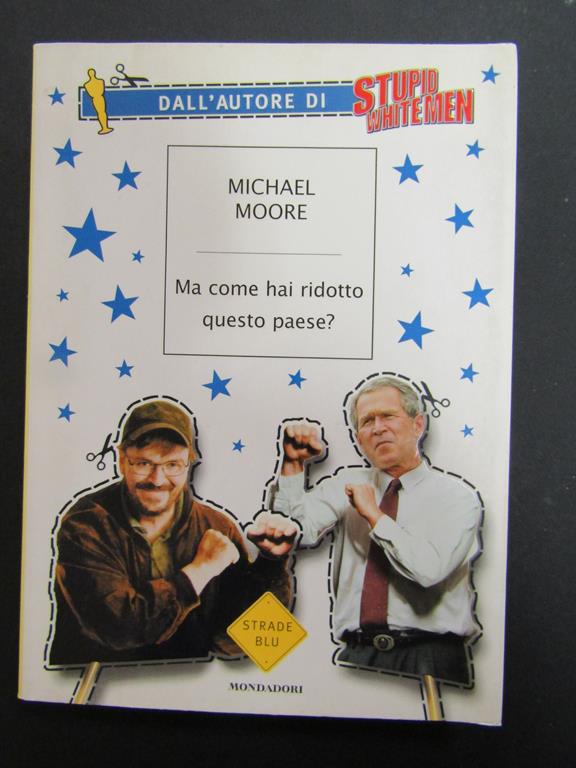 DALL'AUTORE DI
STUPID
WHITE MEN
MICHAEL
MOORE
Ma come hai ridotto
questo paese?
STRADE
BLU
MONDADORI